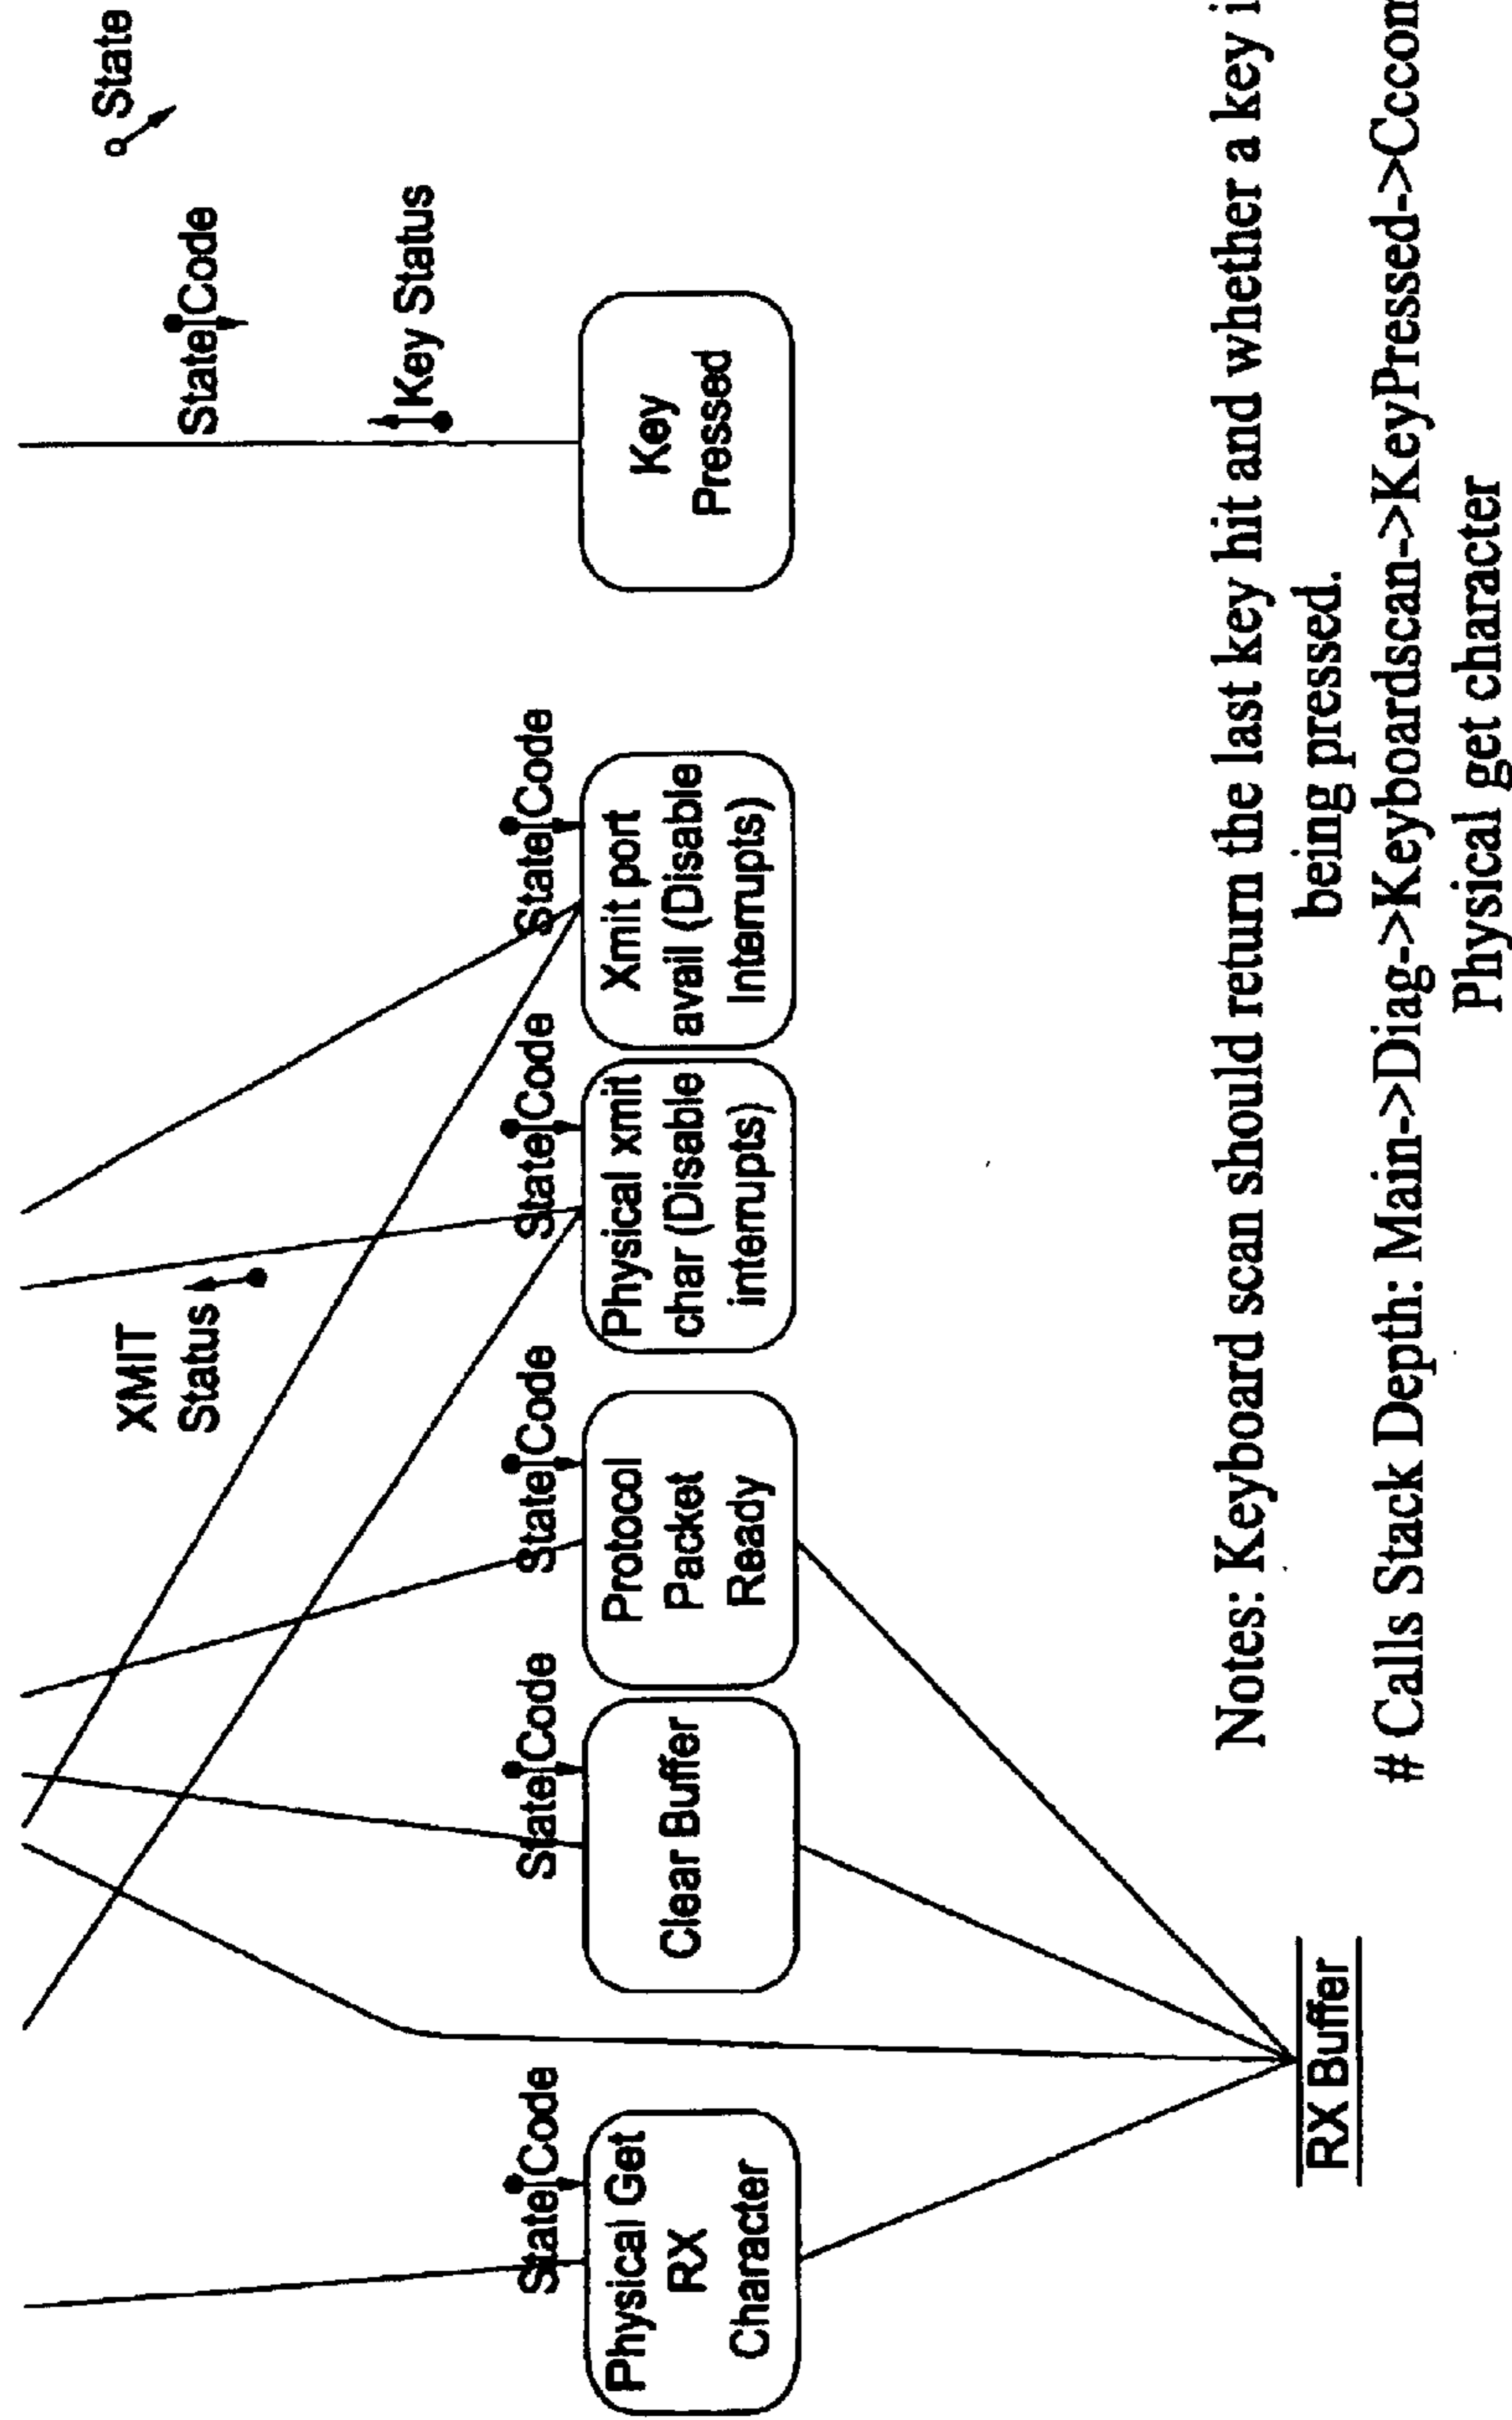 State
State Code
Key Status
XMIT
Status
State Code
State Code
State Code
State Code
State Code
Physical Get
RX
Character
Clear Buffer
Protocol
Packet
Ready
Physical xmit
char (Disable
interrupts)
Xmit port
avail (Disable
Interrupts)
Key
Pressed
RX Buffer
Notes: Keyboard scan should return the last key hit and whether a key i
being pressed.
# Calls Stack Depth: Main->Diag->Keyboardscan->KeyPressed->Cccom
Physical get character